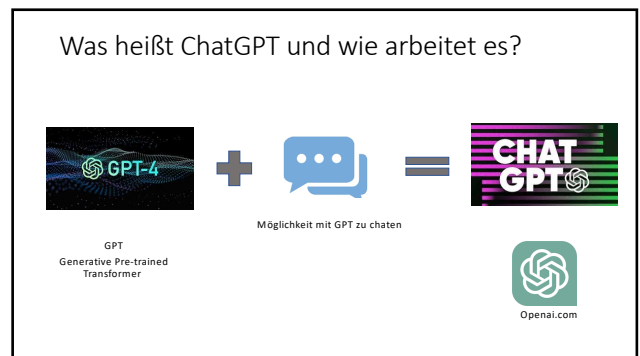 Was heißt ChatGPT und wie arbeitet es?
GPT-4
CHAT
GPT
Möglichkeit mit GPT zu chaten
GPT
Generative Pre-trained
Transformer
Openai.com